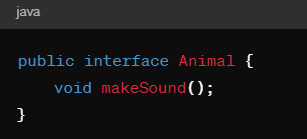 java
public interface Animal {
    void makeSound();
}